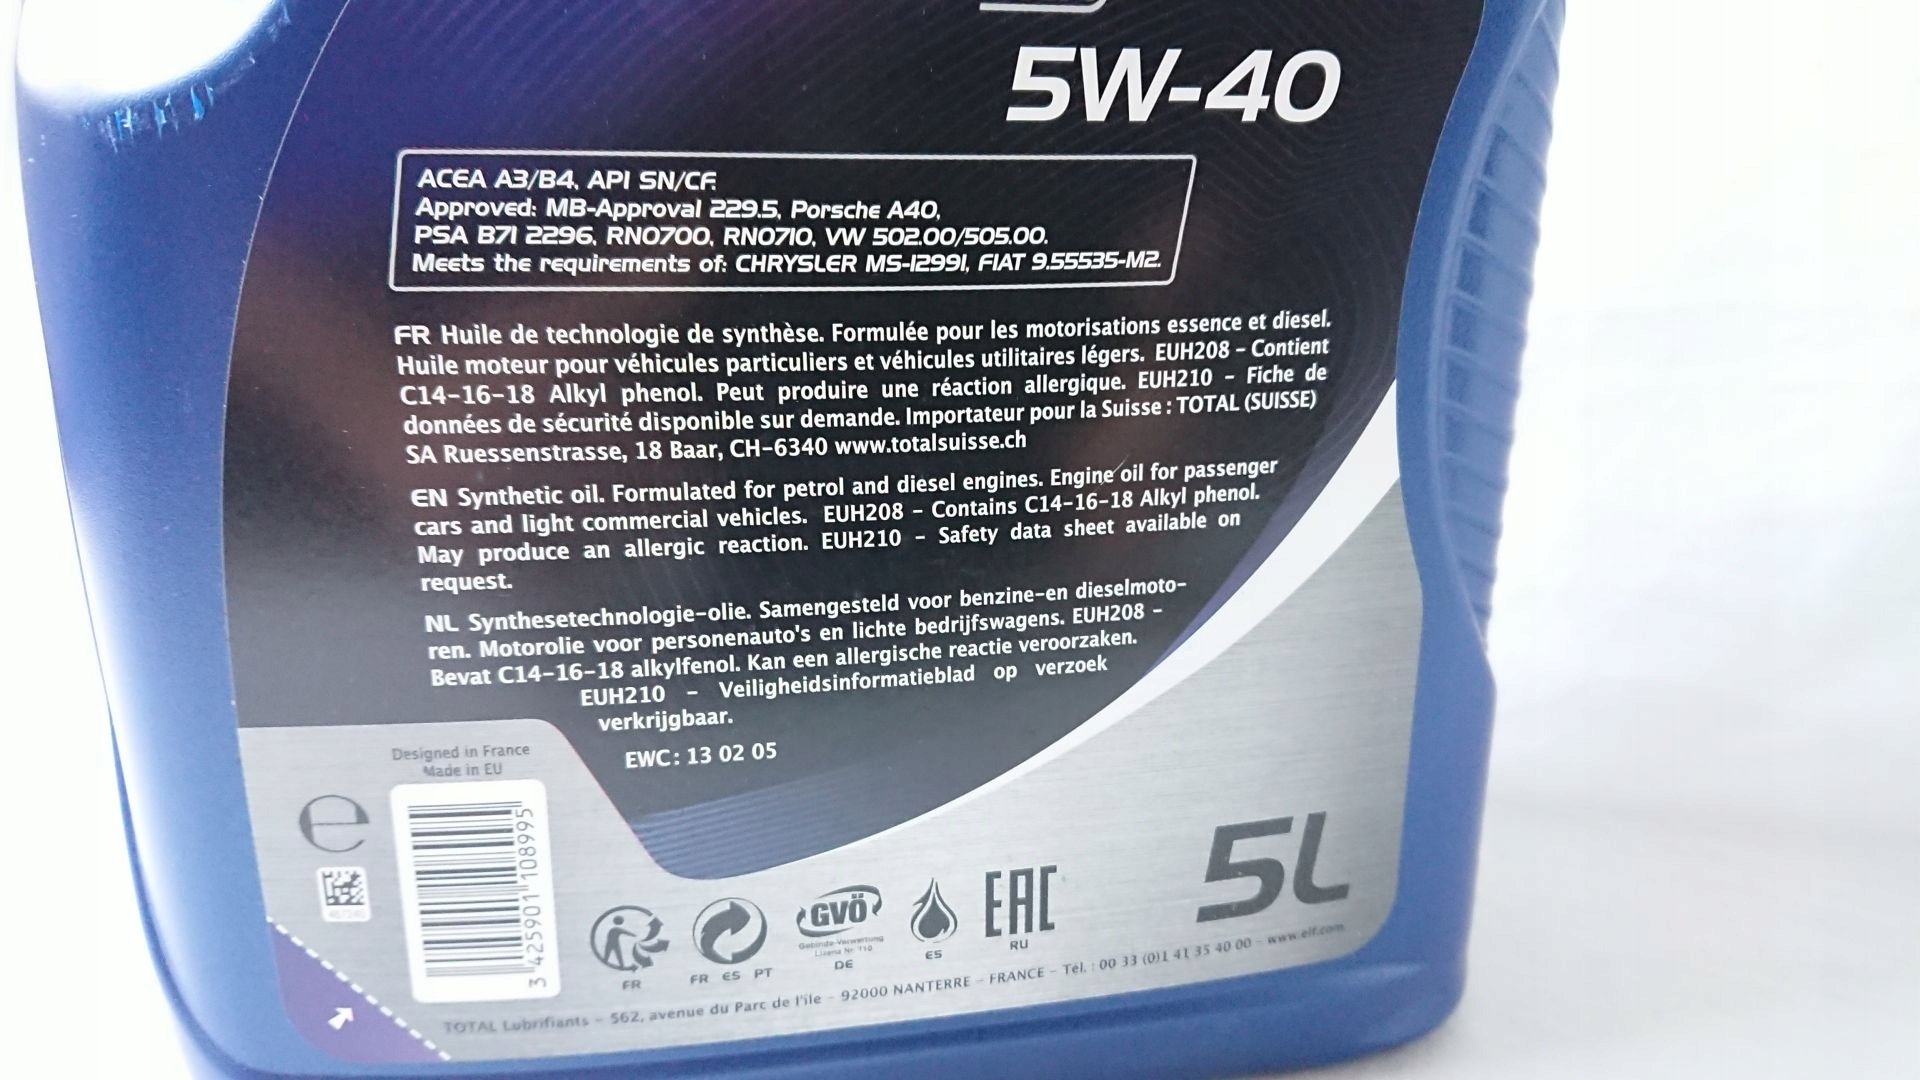 5W-40
ACEA A3/B4, API SN/CF.
Approved: MB-Approval 229.5, Porsche A40,
PSA B71 2296, RN0700, RN0710, VW 502.00/505.00.
Meets the requirements of: CHRYSLER MS-12991, FIAT 9.55535-M2.
FR Huile de technologie de synthèse. Formulée pour les motorisations essence et diesel.
Huile moteur pour véhicules particuliers et véhicules utilitaires légers. EUH208 – Contient
C14-16-18 Alkyl phenol. Peut produire une réaction allergique. EUH210 – Fiche de
données de sécurité disponible sur demande. Importateur pour la Suisse : TOTAL (SUISSE)
SA Ruessenstrasse, 18 Baar, CH-6340 www.totalsuisse.ch
EN Synthetic oil. Formulated for petrol and diesel engines. Engine oil for passenger
cars and light commercial vehicles. EUH208 – Contains C14-16-18 Alkyl phenol.
May produce an allergic reaction. EUH210 – Safety data sheet available on
request.
NL Synthesetechnologie-olie. Samengesteld voor benzine-en dieselmoto-
ren. Motorolie voor personenauto's en lichte bedrijfswagens. EUH208 –
Bevat C14-16-18 alkylfenol. Kan een allergische reactie veroorzaken.
EUH210 – Veiligheidsinformatieblad op verzoek
verkrijgbaar.
EWC: 13 02 05
Designed in France
Made in EU
e
3 425901 108995
5L
GVÖ
Gebinde-Verwertung
Lizenz Nr. 110
EAC
FR
FR ES PT
DE
ES
RU
TOTAL Lubrifiants – 562, avenue du Parc de l'île – 92000 NANTERRE – FRANCE – Tél. : 00 33 (0)1 41 35 40 00 – www.elf.com